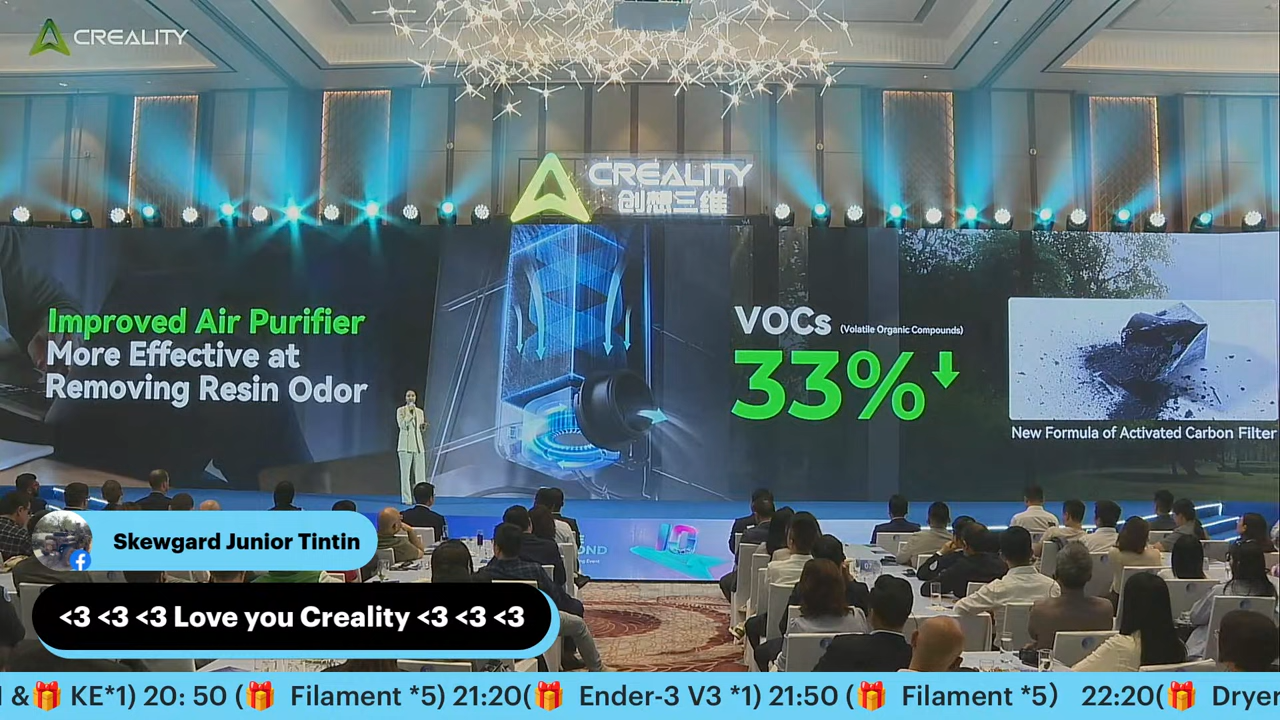 CREALITY
CREALITY
创想三维
Improved Air Purifier
More Effective at
Removing Resin Odor
VOCs (Volatile Organic Compounds)
33%
New Formula of Activated Carbon Filter
Skewgard Junior Tintin
<3 <3 <3 Love you Creality <3 <3 <3
&🎁 KE*1) 20: 50 (🎁 Filament *5) 21:20(🎁 Ender-3 V3 *1) 21:50 (🎁 Filament *5) 22:20(🎁 Dryer